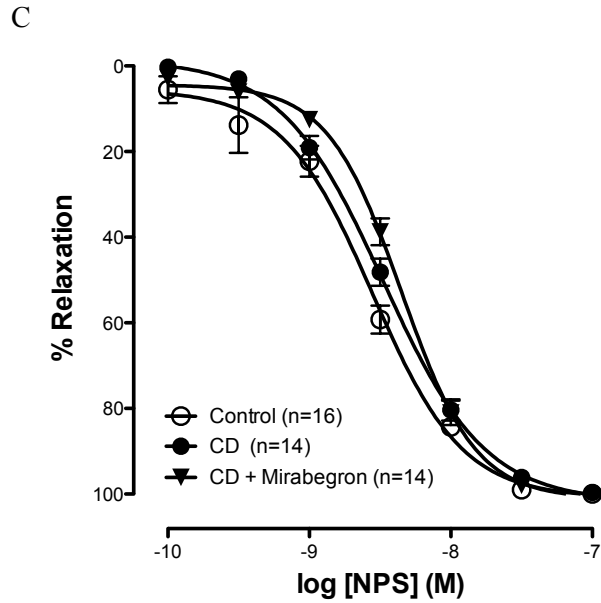 C
0
20
40
60
80
100
% Relaxation
Control (n=16)
CD (n=14)
CD + Mirabegron (n=14)
-10
-9
-8
-7
log [NPS] (M)